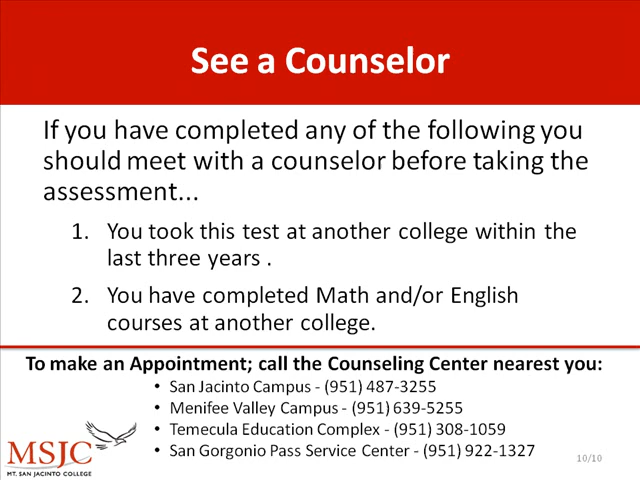 See a Counselor
If you have completed any of the following you
should meet with a counselor before taking the
assessment...
1. You took this test at another college within the
last three years .
2. You have completed Math and/or English
courses at another college.
To make an Appointment; call the Counseling Center nearest you:
• San Jacinto Campus - (951) 487-3255
• Menifee Valley Campus - (951) 639-5255
• Temecula Education Complex - (951) 308-1059
• San Gorgonio Pass Service Center - (951) 922-1327
MSJC
MT. SAN JACINTO COLLEGE
10/10